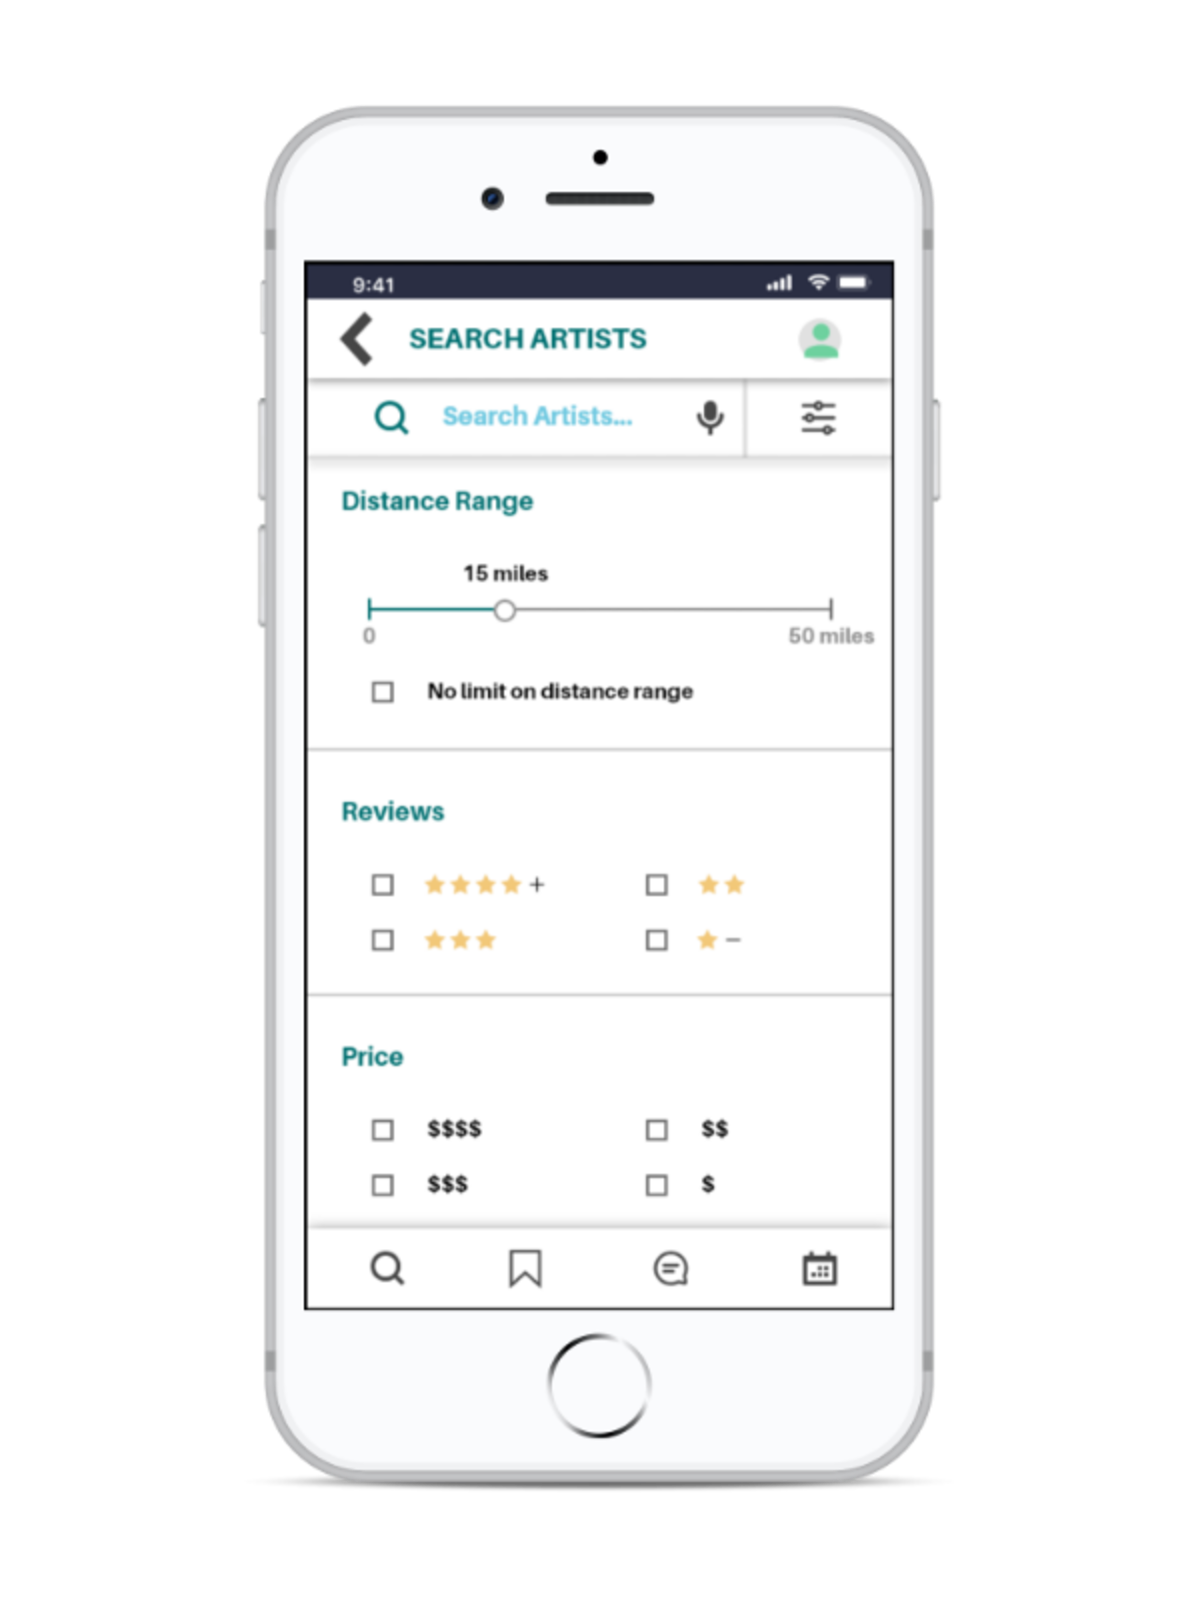 9:41
SEARCH ARTISTS
Search Artists...
Distance Range
15 miles
0 50 miles
No limit on distance range
Reviews
+
–
Price
$$$$ $$
$$$ $